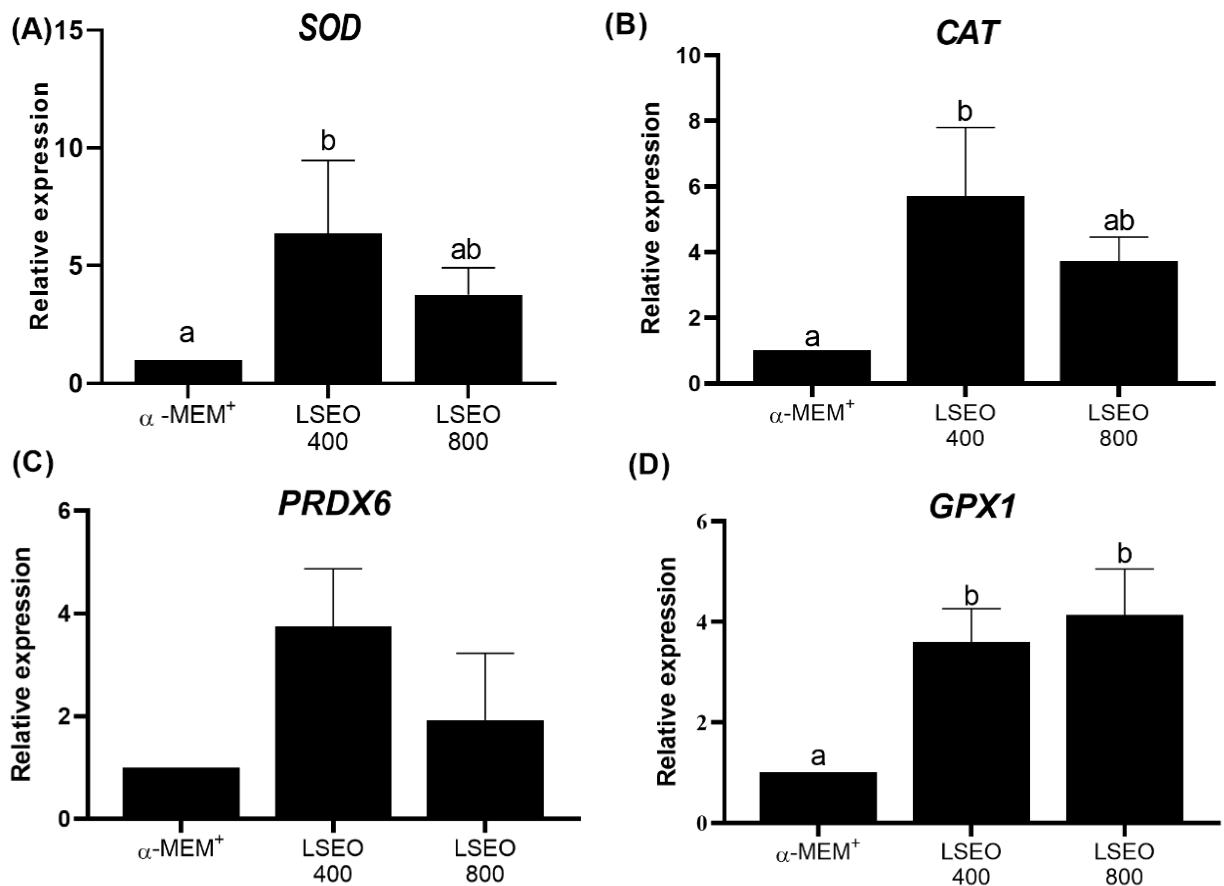 (A)
SOD
15
10
5
0
Relative expression
a
b
ab
α -MEM+
LSEO
400
LSEO
800
(B)
CAT
10
8
6
4
2
0
Relative expression
a
b
ab
α-MEM+
LSEO
400
LSEO
800
(C)
PRDX6
6
4
2
0
Relative expression
α-MEM+
LSEO
400
LSEO
800
(D)
GPX1
6
4
2
0
Relative expression
a
b
b
α-MEM+
LSEO
400
LSEO
800